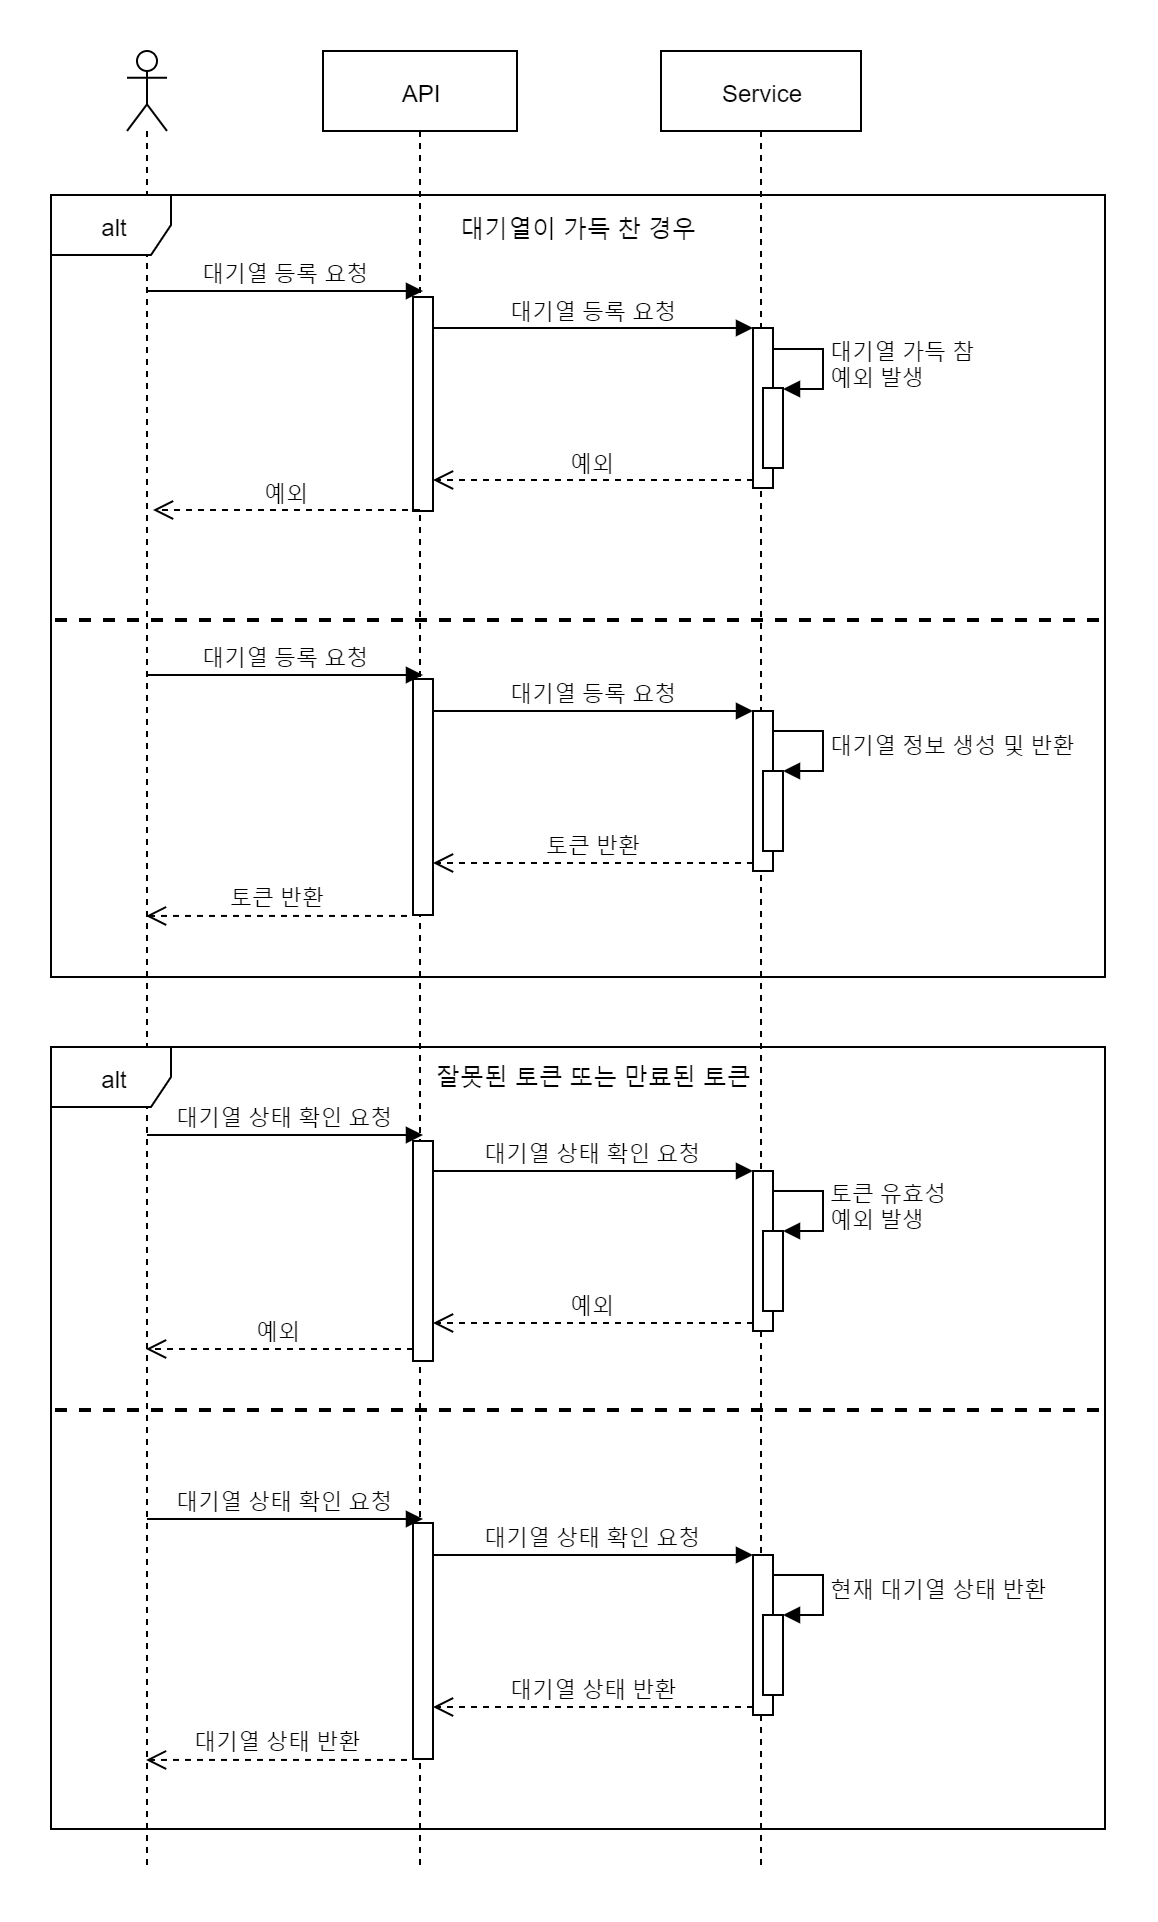 API
Service
alt
대기열이 가득 찬 경우
대기열 등록 요청
대기열 등록 요청
대기열 가득 참
예외 발생
예외
예외
대기열 등록 요청
대기열 등록 요청
대기열 정보 생성 및 반환
토큰 반환
토큰 반환
alt
잘못된 토큰 또는 만료된 토큰
대기열 상태 확인 요청
대기열 상태 확인 요청
토큰 유효성
예외 발생
예외
예외
대기열 상태 확인 요청
대기열 상태 확인 요청
현재 대기열 상태 반환
대기열 상태 반환
대기열 상태 반환